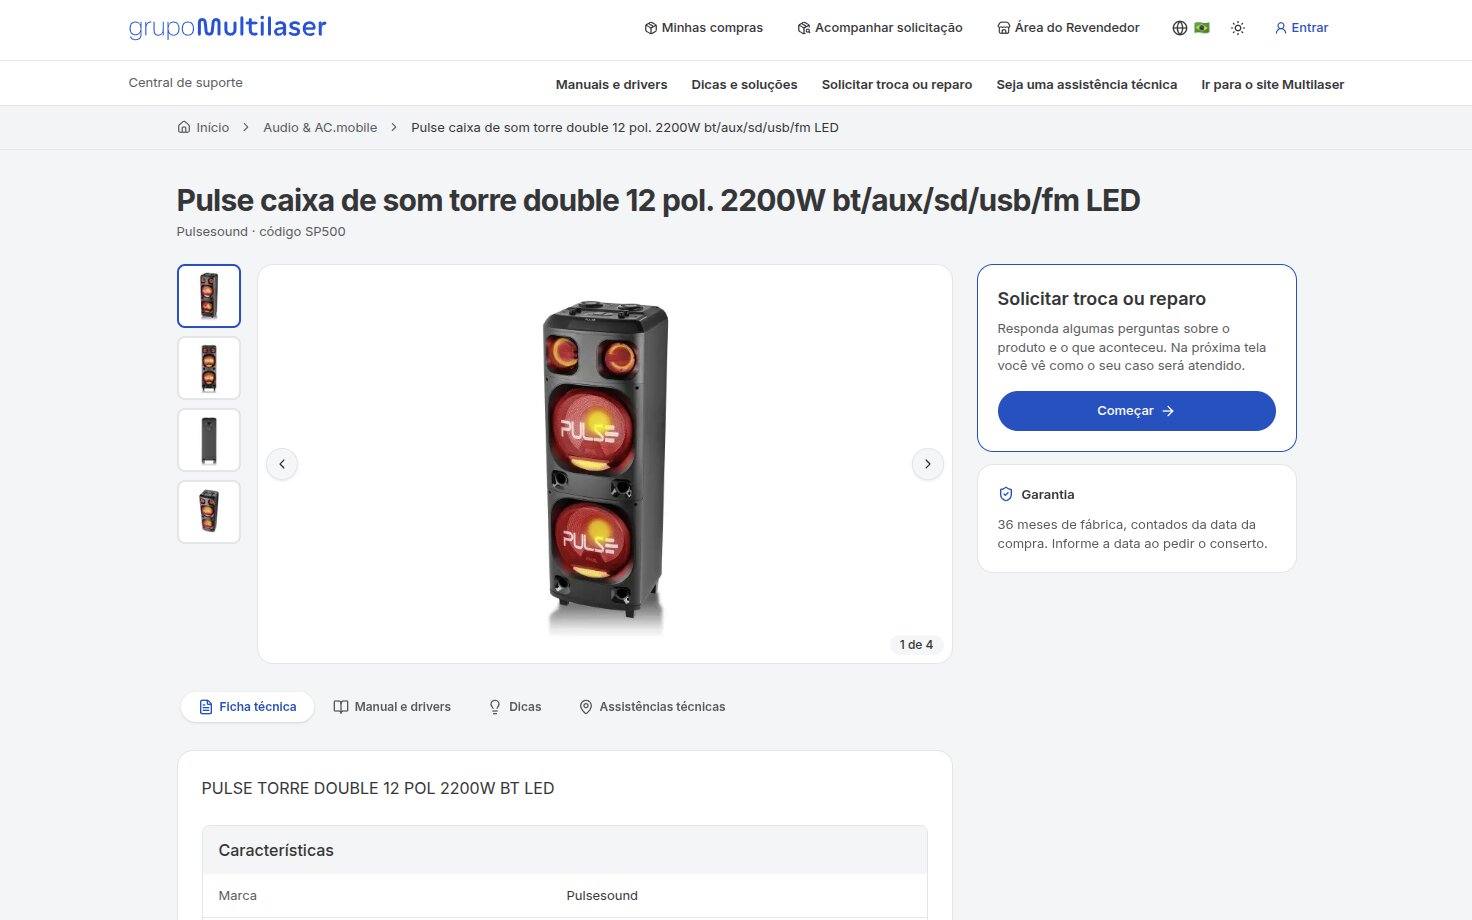 grupoMultilaser
Minhas compras
Acompanhar solicitação
Área do Revendedor
Entrar
Central de suporte
Manuais e drivers
Dicas e soluções
Solicitar troca ou reparo
Seja uma assistência técnica
Ir para o site Multilaser
Início
Audio & AC.mobile
Pulse caixa de som torre double 12 pol. 2200W bt/aux/sd/usb/fm LED
Pulse caixa de som torre double 12 pol. 2200W bt/aux/sd/usb/fm LED
Pulsesound · código SP500
PULSE
PULSE
1 de 4
Solicitar troca ou reparo
Responda algumas perguntas sobre o
produto e o que aconteceu. Na próxima tela
você vê como o seu caso será atendido.
Começar
Garantia
36 meses de fábrica, contados da data da
compra. Informe a data ao pedir o conserto.
Ficha técnica
Manual e drivers
Dicas
Assistências técnicas
PULSE TORRE DOUBLE 12 POL 2200W BT LED
Características
Marca
Pulsesound